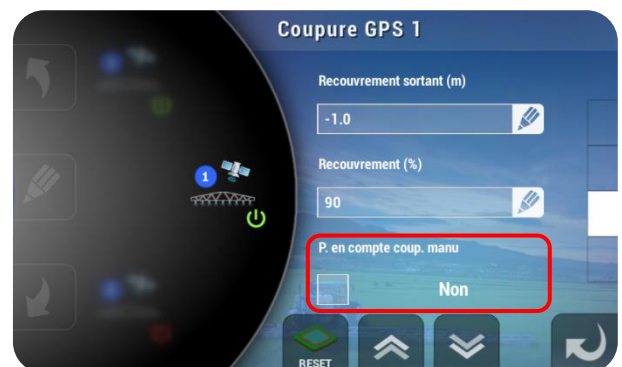 Coupure GPS 1
Recouvrement sortant (m)
-1.0
1
Recouvrement (%)
90
P. en compte coup. manu
Non
RESET